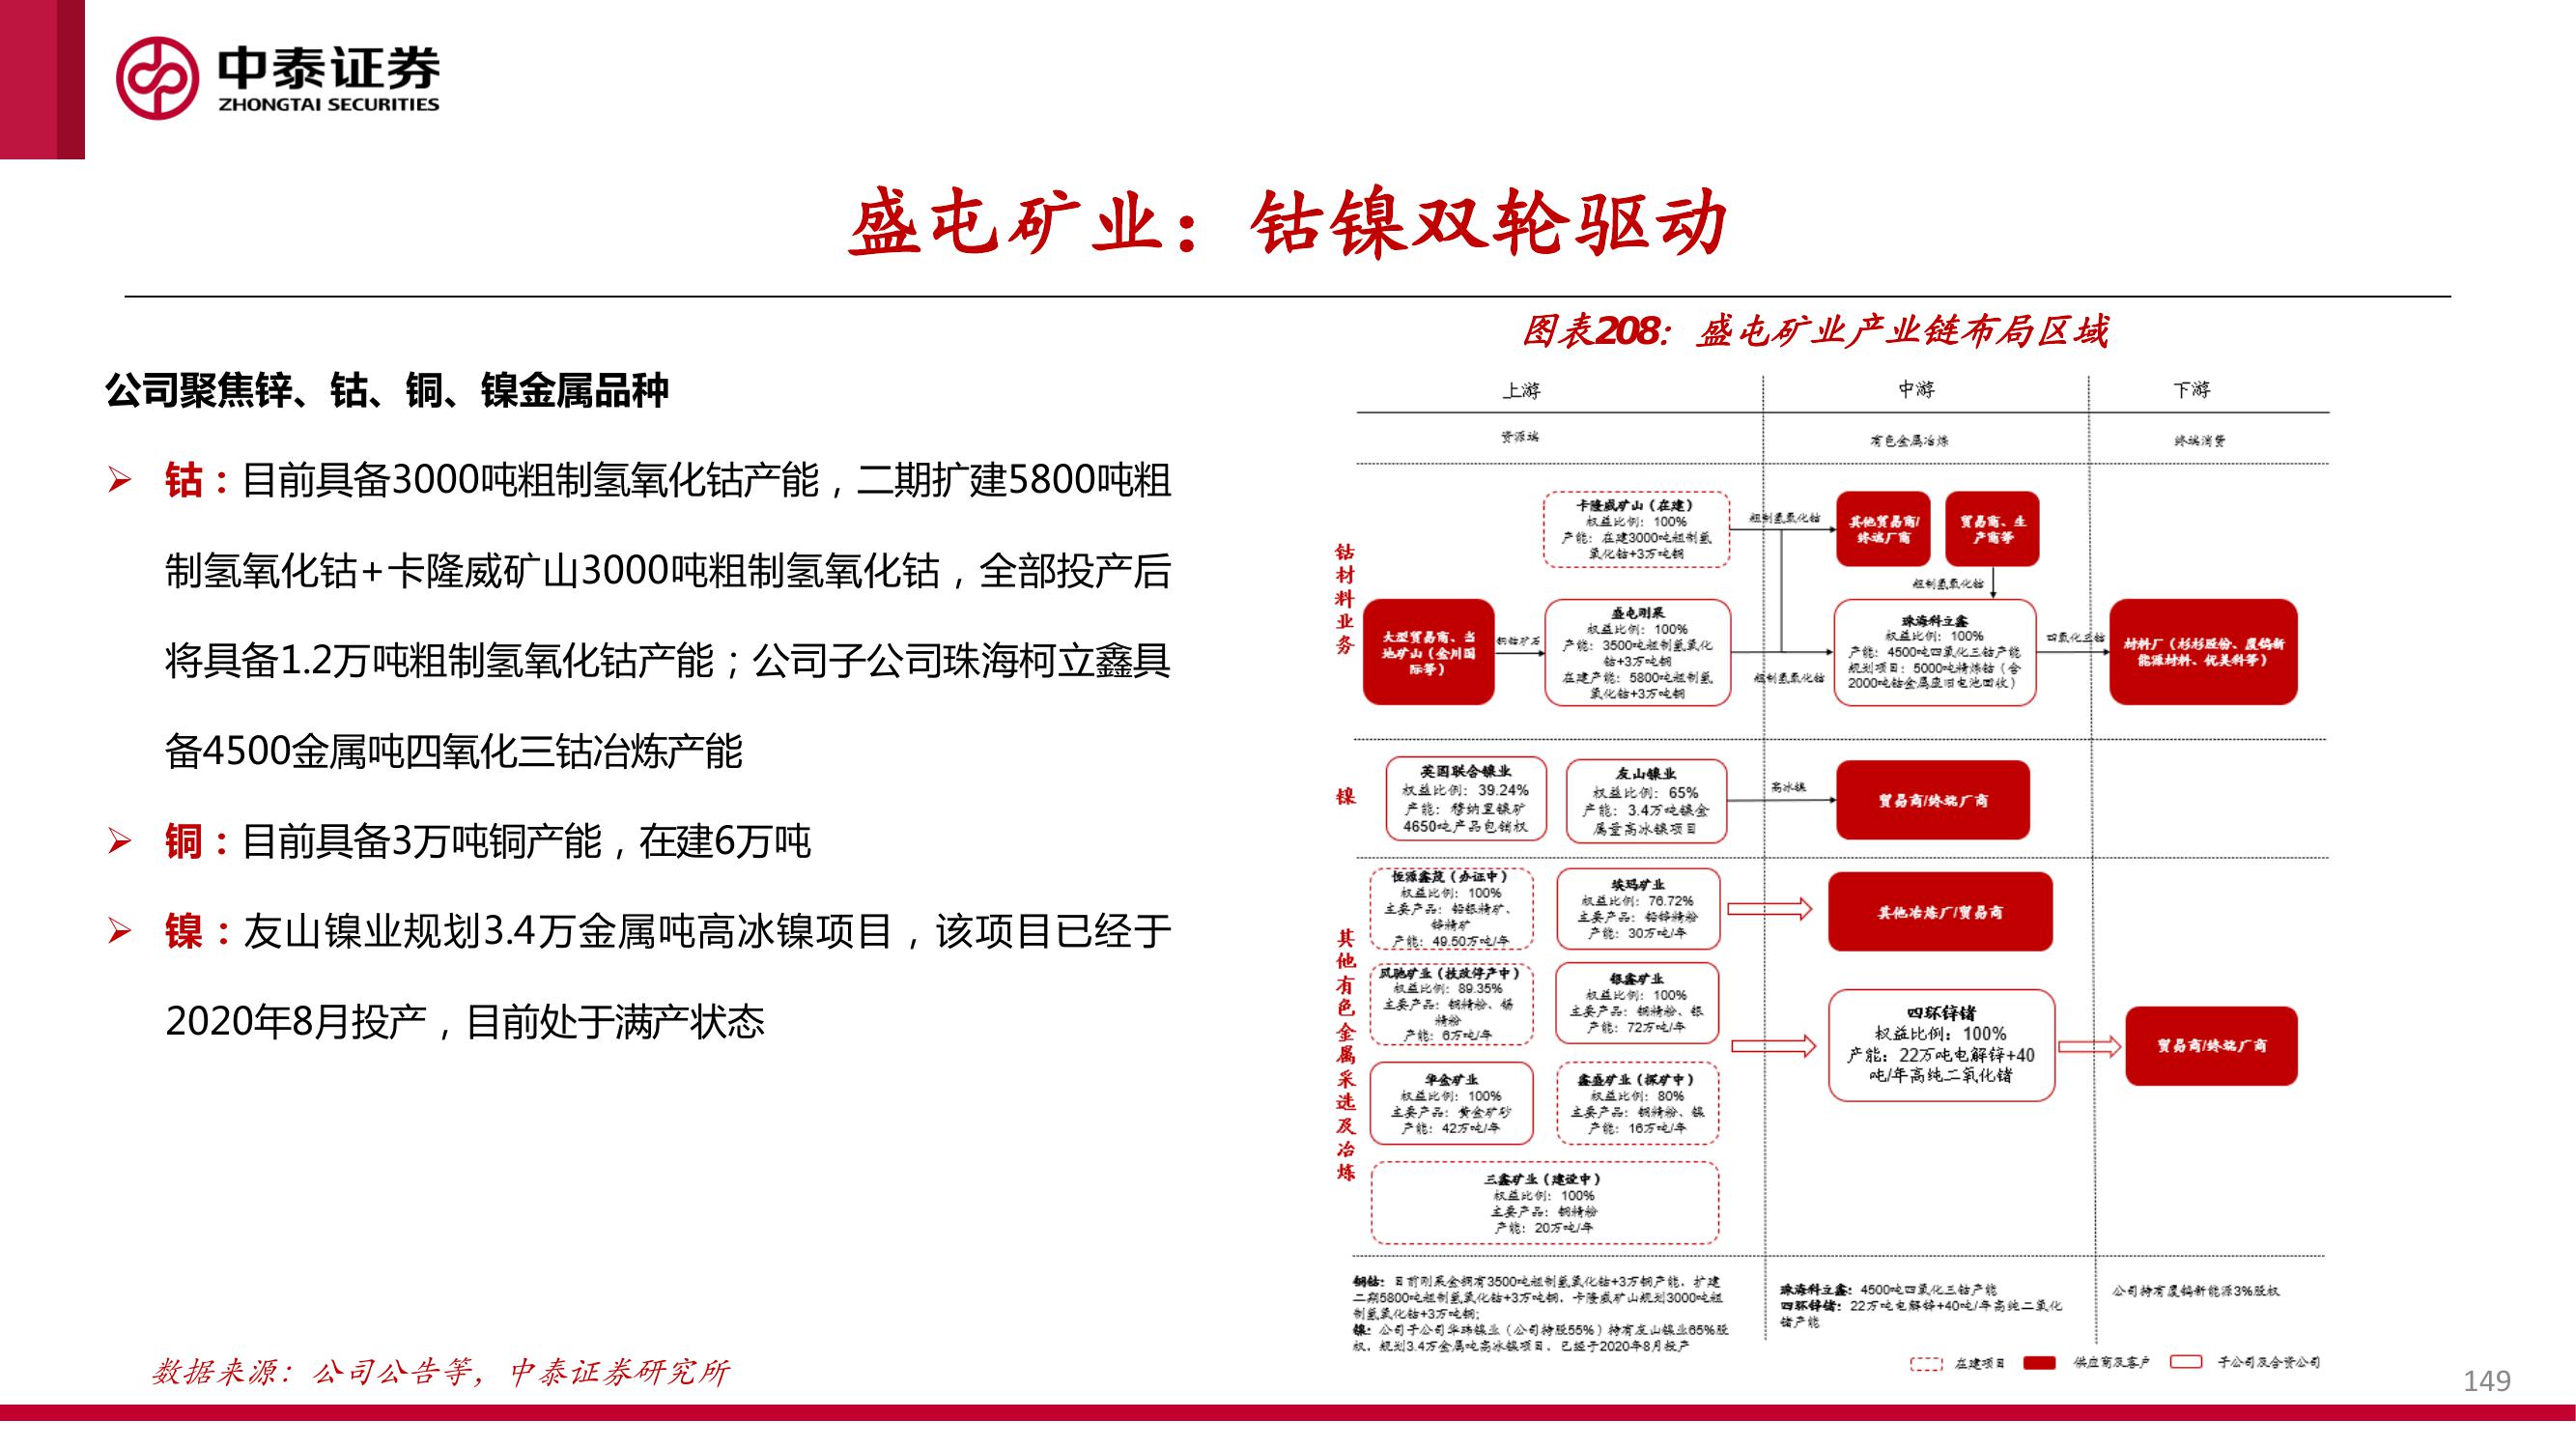 中泰证券
ZHONGTAI SECURITIES
盛屯矿业：钴镍双轮驱动
公司聚焦锌、钴、铜、镍金属品种
钴：目前具备3000吨粗制氢氧化钴产能，二期扩建5800吨粗
制氢氧化钴+卡隆威矿山3000吨粗制氢氧化钴，全部投产后
将具备1.2万吨粗制氢氧化钴产能；公司子公司珠海柯立鑫具
备4500金属吨四氧化三钴冶炼产能
铜：目前具备3万吨铜产能，在建6万吨
镍：友山镍业规划3.4万金属吨高冰镍项目，该项目已经于
2020年8月投产，目前处于满产状态
图表208：盛屯矿业产业链布局区域
上游
中游
下游
资源端
有色金属冶炼
终端消费
钴材料业务
卡隆威矿山（在建）
权益比例：100%
产能：在建3000吨粗制氢
氧化钴+3万吨铜
粗制氢氧化钴
其他贸易商/
终端厂商
贸易商、生
产商等
粗制氢氧化钴
大型贸易商、当
地矿山（金川国
际等）
铜钴矿石
盛屯刚果
权益比例：100%
产能：3500吨粗制氢氧化
钴+3万吨铜
在建产能：5800吨粗制氢
氧化钴+3万吨铜
粗制氢氧化钴
珠海科立鑫
权益比例：100%
产能：4500吨四氧化三钴产能
规划项目：5000吨精炼钴（含
2000吨钴金属废旧电池回收）
四氧化三钴
材料厂（杉杉股份、厦钨新
能源材料、优美科等）
镍
英国联合镍业
权益比例：39.24%
产能：穆纳里镍矿
4650吨产品包销权
友山镍业
权益比例：65%
产能：3.4万吨镍金
属量高冰镍项目
高冰镍
贸易商/终端厂商
其他有色金属采选及冶炼
恒源鑫茂（办证中）
权益比例：100%
主要产品：铅银精矿、
锌精矿
产能：49.50万吨/年
埃玛矿业
权益比例：76.72%
主要产品：铅锌精粉
产能：30万吨/年
其他冶炼厂/贸易商
风驰矿业（技改停产中）
权益比例：89.35%
主要产品：铜精粉、锡
精粉
产能：6万吨/年
银鑫矿业
权益比例：100%
主要产品：铜精粉、银
产能：72万吨/年
四环锌锗
权益比例：100%
产能：22万吨电解锌+40
吨/年高纯二氧化锗
贸易商/终端厂商
华金矿业
权益比例：100%
主要产品：黄金矿砂
产能：42万吨/年
鑫盛矿业（探矿中）
权益比例：80%
主要产品：铜精粉、镍
产能：16万吨/年
三鑫矿业（建设中）
权益比例：100%
主要产品：铜精粉
产能：20万吨/年
铜钴：目前刚果金拥有3500吨粗制氢氧化钴+3万铜产能，扩建
二期5800吨粗制氢氧化钴+3万吨铜，卡隆威矿山规划3000吨粗
制氢氧化钴+3万吨铜；
镍：公司子公司华玮镍业（公司持股55%）持有友山镍业65%股
权，规划3.4万金属吨高冰镍项目，已经于2020年8月投产
珠海科立鑫：4500吨四氧化三钴产能
四环锌锗：22万吨电解锌+40吨/年高纯二氧化
锗产能
公司持有厦钨新能源3%股权
在建项目
供应商及客户
子公司及合资公司
数据来源：公司公告等，中泰证券研究所
149